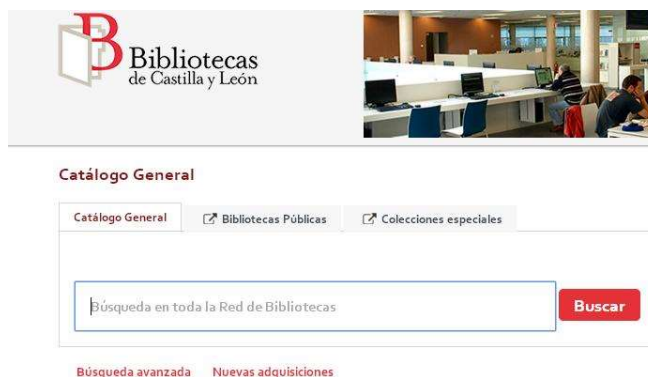 Bibliotecas
de Castilla y León
Catálogo General
Catálogo General Bibliotecas Públicas Colecciones especiales
Búsqueda en toda la Red de Bibliotecas Buscar
Búsqueda avanzada Nuevas adquisiciones